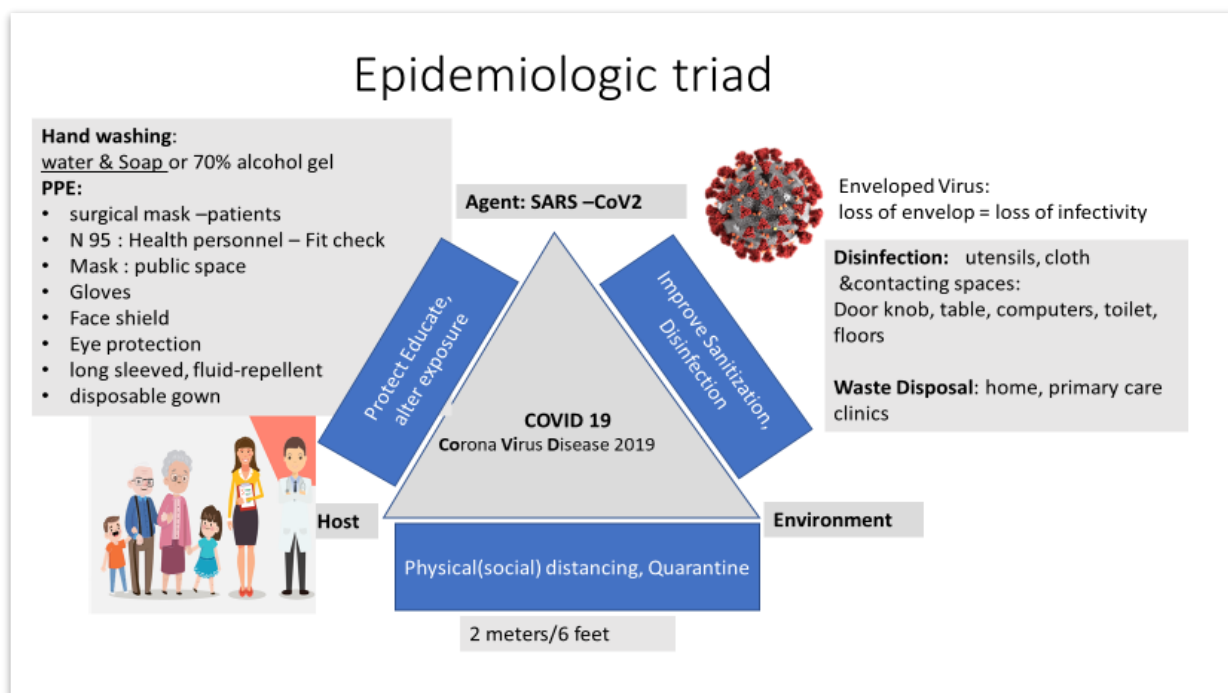 Epidemiologic triad
Hand washing:
water & Soap or 70% alcohol gel
PPE:
• surgical mask –patients
• N 95 : Health personnel – Fit check
• Mask : public space
• Gloves
• Face shield
• Eye protection
• long sleeved, fluid-repellent
• disposable gown
Agent: SARS –CoV2
Enveloped Virus:
loss of envelop = loss of infectivity
Disinfection: utensils, cloth
&contacting spaces:
Door knob, table, computers, toilet,
floors
Waste Disposal: home, primary care
clinics
Protect Educate,
alter exposure
Improve Sanitization,
Disinfection
COVID 19
Corona Virus Disease 2019
Host
Environment
Physical(social) distancing, Quarantine
2 meters/6 feet